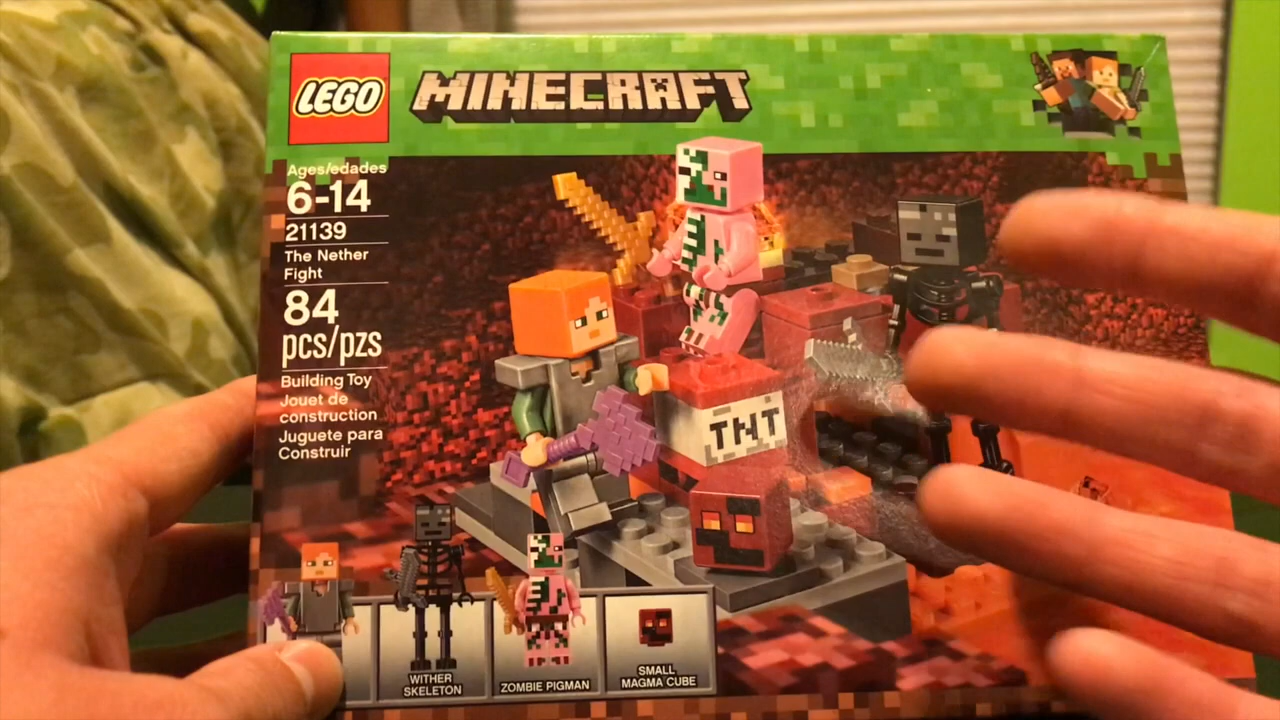 LEGO
MINECRAFT
Ages/edades
6-14
21139
The Nether
Fight
84
pcs/pzs
Building Toy
Jouet de
construction
Juguete para
Construir
TNT
WITHER
SKELETON
ZOMBIE PIGMAN
SMALL
MAGMA CUBE